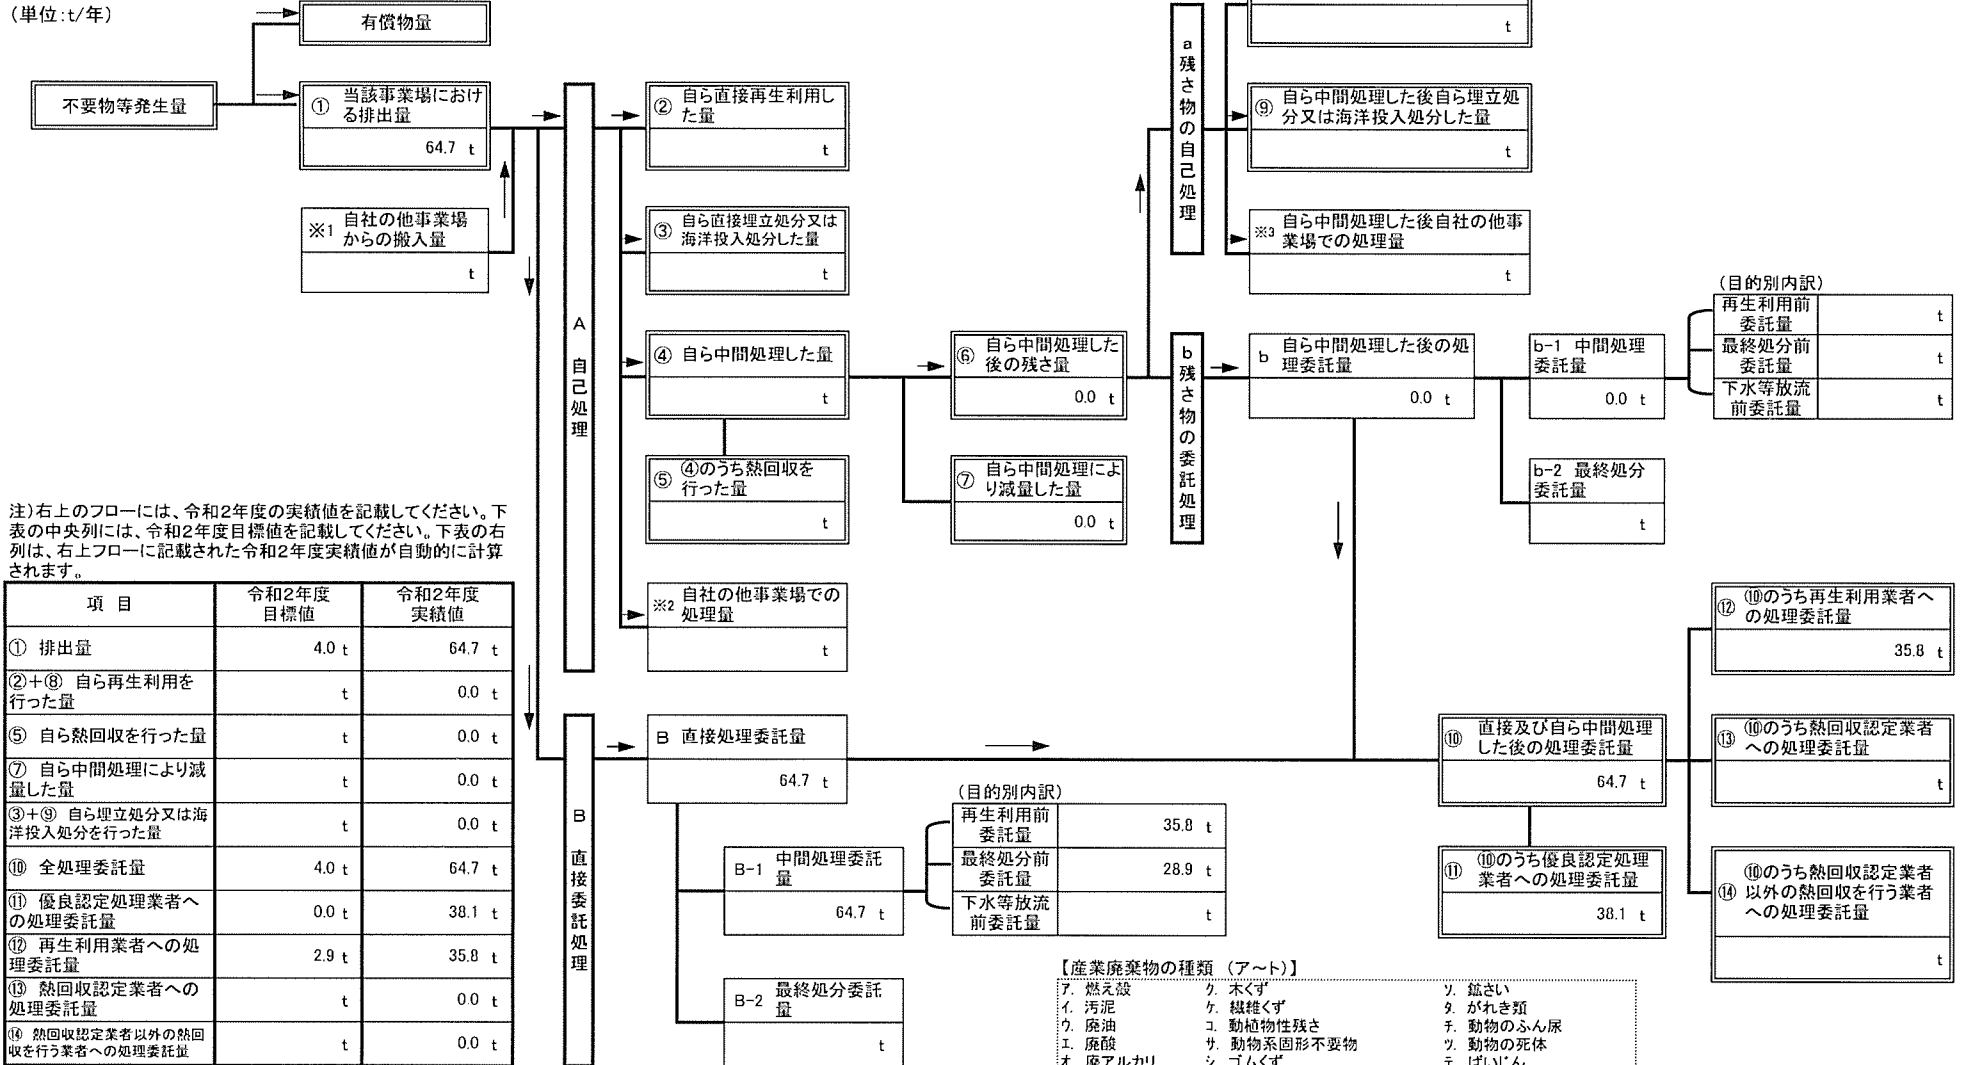 (単位:t/年)
有償物量
不要物等発生量
① 当該事業場におけ
る排出量
64.7 t
※1 自社の他事業場
からの搬入量
t
A 自己処理
② 自ら直接再生利用し
た量
t
③ 自ら直接埋立処分又は
海洋投入処分した量
t
④ 自ら中間処理した量
t
⑤ ④のうち熱回収を
行った量
t
※2 自社の他事業場での
処理量
t
⑥ 自ら中間処理した
後の残さ量
0.0 t
⑦ 自ら中間処理によ
り減量した量
0.0 t
a 残さ物の自己処理
t
⑨ 自ら中間処理した後自ら埋立処
分又は海洋投入処分した量
t
※3 自ら中間処理した後自社の他事
業場での処理量
t
b 残さ物の委託処理
b 自ら中間処理した後の処
理委託量
0.0 t
b-1 中間処理
委託量
0.0 t
b-2 最終処分
委託量
t
(目的別内訳)
再生利用前
委託量
t
最終処分前
委託量
t
下水等放流
前委託量
t
注)右上のフローには、令和2年度の実績値を記載してください。下
表の中央列には、令和2年度目標値を記載してください。下表の右
列は、右上フローに記載された令和2年度実績値が自動的に計算
されます。
項 目 令和2年度 目標値 令和2年度 実績値
① 排出量 4.0 t 64.7 t
②+⑧ 自ら再生利用を
行った量 t 0.0 t
⑤ 自ら熱回収を行った量 t 0.0 t
⑦ 自ら中間処理により減
量した量 t 0.0 t
③+⑨ 自ら埋立処分又は海
洋投入処分を行った量 t 0.0 t
⑩ 全処理委託量 4.0 t 64.7 t
⑪ 優良認定処理業者へ
の処理委託量 0.0 t 38.1 t
⑫ 再生利用業者への処
理委託量 2.9 t 35.8 t
⑬ 熱回収認定業者への
処理委託量 t 0.0 t
⑭ 熱回収認定業者以外の熱回
収を行う業者への処理委託量 t 0.0 t
B 直接委託処理
B 直接処理委託量
64.7 t
B-1 中間処理委託
量
64.7 t
B-2 最終処分委託
量
t
(目的別内訳)
再生利用前
委託量
35.8 t
最終処分前
委託量
28.9 t
下水等放流
前委託量
t
⑩ 直接及び自ら中間処理
した後の処理委託量
64.7 t
⑪ ⑩のうち優良認定処理
業者への処理委託量
38.1 t
⑫ ⑩のうち再生利用業者へ
の処理委託量
35.8 t
⑬ ⑩のうち熱回収認定業者
への処理委託量
t
⑭ ⑩のうち熱回収認定業者
以外の熱回収を行う業者
への処理委託量
t
【産業廃棄物の種類 (ア~ト)】
ア. 燃え殻 ク. 木くず ソ. 鉱さい
イ. 汚泥 ケ. 繊維くず タ. がれき類
ウ. 廃油 コ. 動植物性残さ チ. 動物のふん尿
エ. 廃酸 サ. 動物系固形不要物 ツ. 動物の死体
オ. 廃アルカリ シ. ゴムくず テ. ばいじん